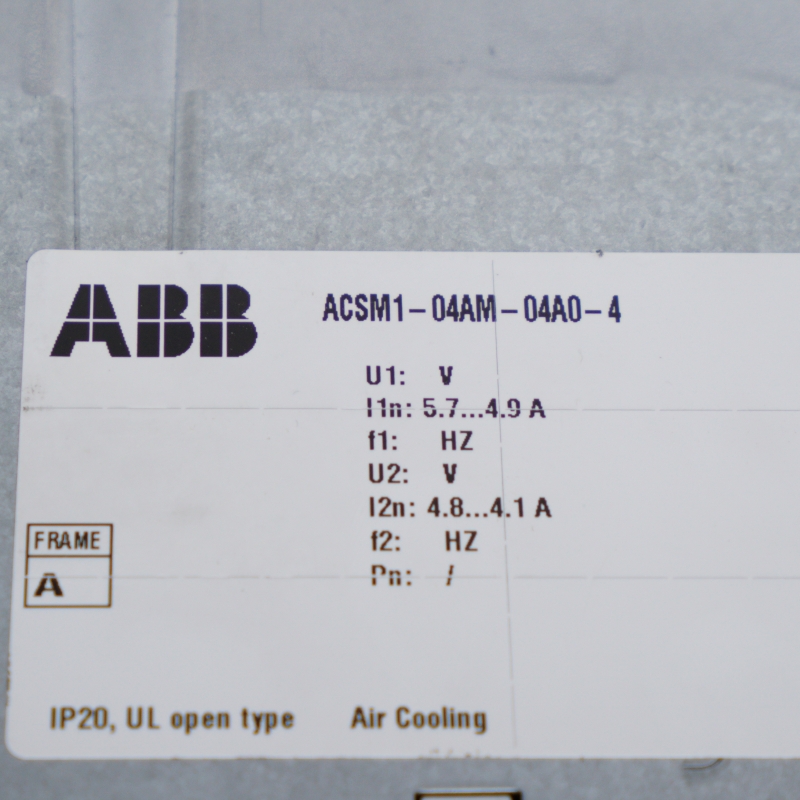 ABB
ACSM1-04AM-04A0-4
U1: V
I1n: 5.7...4.9 A
f1: HZ
U2: V
I2n: 4.8...4.1 A
f2: HZ
Pn: /
FRAME
A
IP20, UL open type Air Cooling